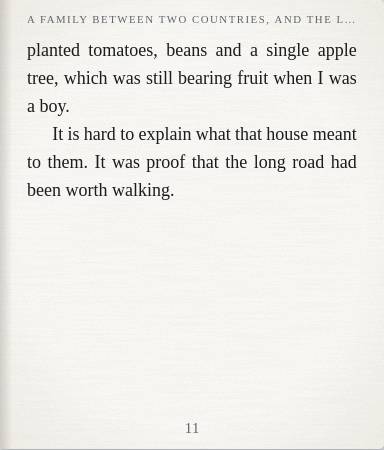 A FAMILY BETWEEN TWO COUNTRIES, AND THE L...
planted tomatoes, beans and a single apple
tree, which was still bearing fruit when I was
a boy.
It is hard to explain what that house meant
to them. It was proof that the long road had
been worth walking.
11